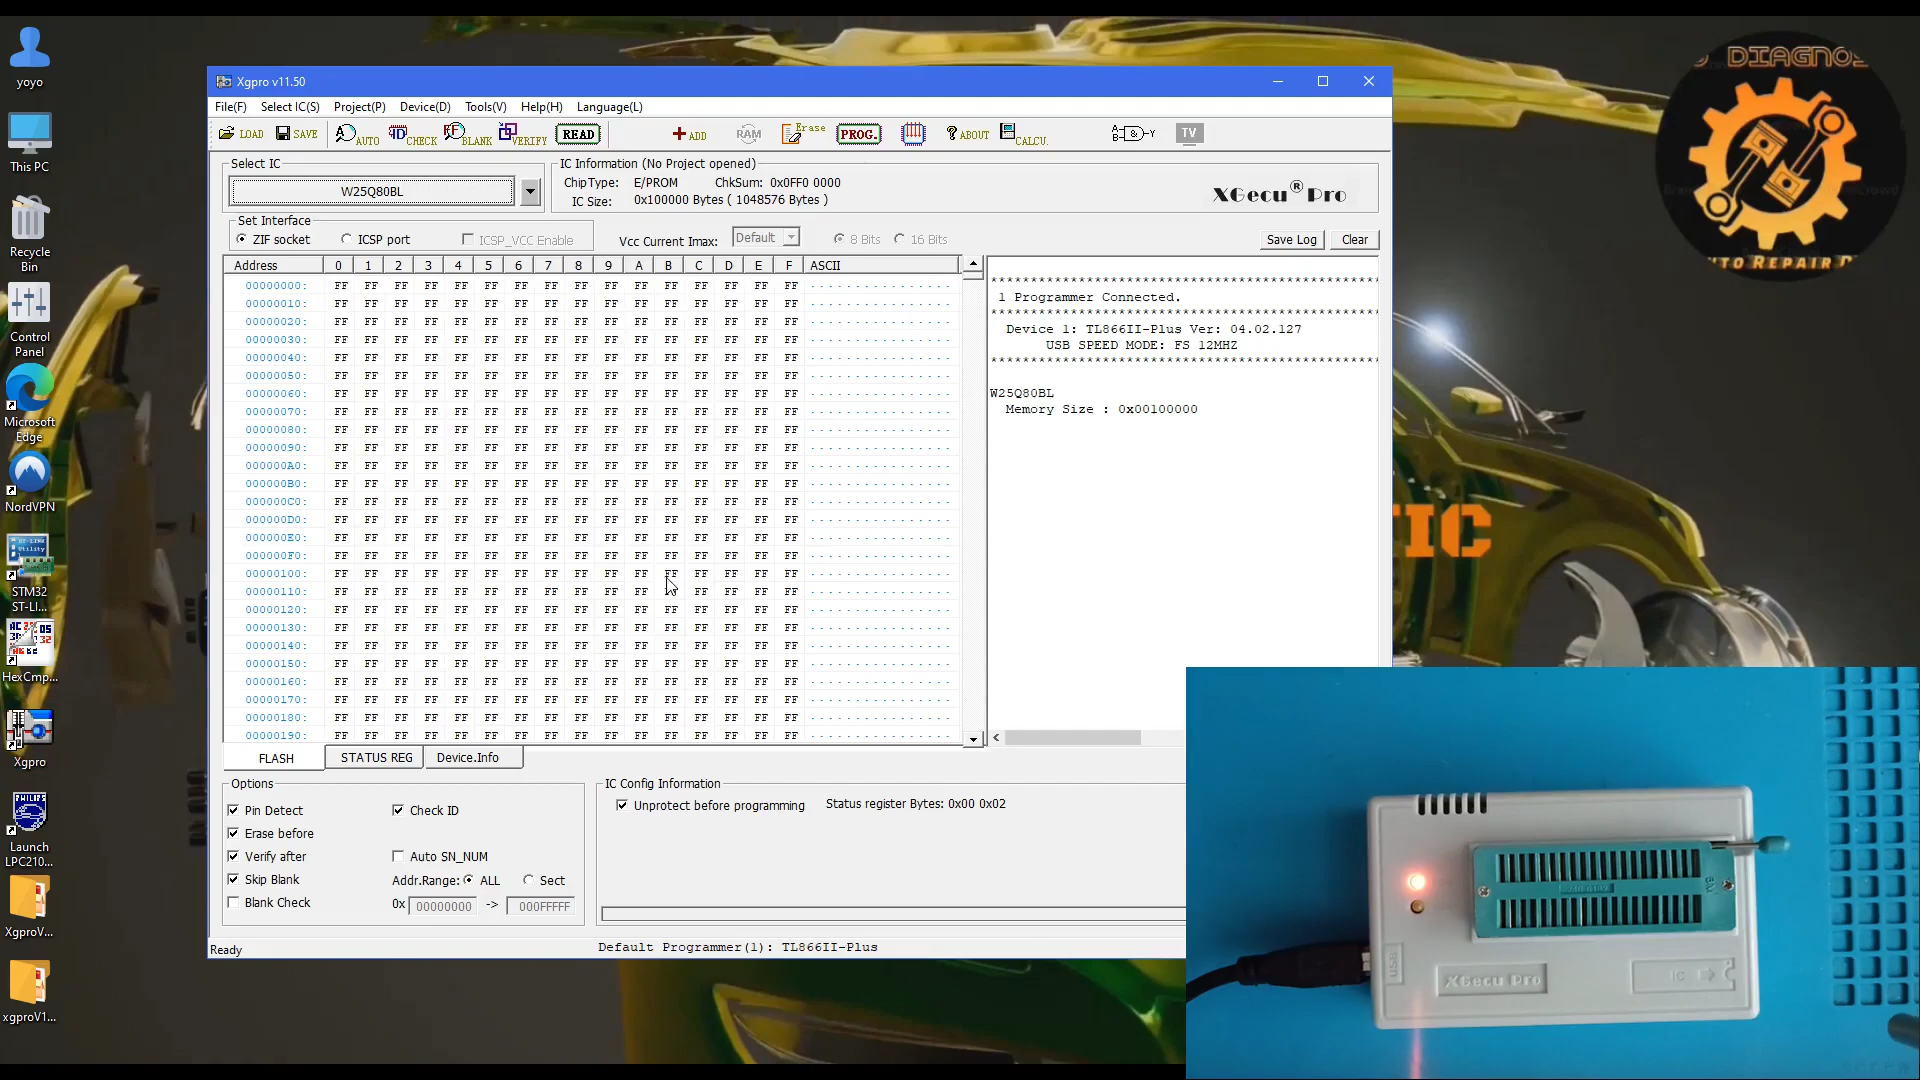 yoyo
This PC
Recycle
Bin
Control
Panel
Microsoft
Edge
NordVPN
STM32
ST-LI...
HexCmp...
Xgpro
Launch
LPC210...
XgproV...
xgproV1...
Xgpro v11.50
File(F) Select IC(S) Project(P) Device(D) Tools(V) Help(H) Language(L)
LOAD SAVE AUTO CHECK BLANK VERIFY READ ADD RAM Erase PROG. ABOUT CALCU. TV
Select IC
W25Q80BL
IC Information (No Project opened)
ChipType: E/PROM ChkSum: 0x0FF0 0000
IC Size: 0x100000 Bytes ( 1048576 Bytes )
XGecu® Pro
Set Interface
ZIF socket ICSP port ICSP_VCC Enable
Vcc Current Imax: Default 8 Bits 16 Bits
Save Log Clear
Address 0 1 2 3 4 5 6 7 8 9 A B C D E F ASCII
00000000: FF FF FF FF FF FF FF FF FF FF FF FF FF FF FF FF ................
00000010: FF FF FF FF FF FF FF FF FF FF FF FF FF FF FF FF ................
00000020: FF FF FF FF FF FF FF FF FF FF FF FF FF FF FF FF ................
00000030: FF FF FF FF FF FF FF FF FF FF FF FF FF FF FF FF ................
00000040: FF FF FF FF FF FF FF FF FF FF FF FF FF FF FF FF ................
00000050: FF FF FF FF FF FF FF FF FF FF FF FF FF FF FF FF ................
00000060: FF FF FF FF FF FF FF FF FF FF FF FF FF FF FF FF ................
00000070: FF FF FF FF FF FF FF FF FF FF FF FF FF FF FF FF ................
00000080: FF FF FF FF FF FF FF FF FF FF FF FF FF FF FF FF ................
00000090: FF FF FF FF FF FF FF FF FF FF FF FF FF FF FF FF ................
000000A0: FF FF FF FF FF FF FF FF FF FF FF FF FF FF FF FF ................
000000B0: FF FF FF FF FF FF FF FF FF FF FF FF FF FF FF FF ................
000000C0: FF FF FF FF FF FF FF FF FF FF FF FF FF FF FF FF ................
000000D0: FF FF FF FF FF FF FF FF FF FF FF FF FF FF FF FF ................
000000E0: FF FF FF FF FF FF FF FF FF FF FF FF FF FF FF FF ................
000000F0: FF FF FF FF FF FF FF FF FF FF FF FF FF FF FF FF ................
00000100: FF FF FF FF FF FF FF FF FF FF FF FF FF FF FF FF ................
00000110: FF FF FF FF FF FF FF FF FF FF FF FF FF FF FF FF ................
00000120: FF FF FF FF FF FF FF FF FF FF FF FF FF FF FF FF ................
00000130: FF FF FF FF FF FF FF FF FF FF FF FF FF FF FF FF ................
00000140: FF FF FF FF FF FF FF FF FF FF FF FF FF FF FF FF ................
00000150: FF FF FF FF FF FF FF FF FF FF FF FF FF FF FF FF ................
00000160: FF FF FF FF FF FF FF FF FF FF FF FF FF FF FF FF ................
00000170: FF FF FF FF FF FF FF FF FF FF FF FF FF FF FF FF ................
00000180: FF FF FF FF FF FF FF FF FF FF FF FF FF FF FF FF ................
00000190: FF FF FF FF FF FF FF FF FF FF FF FF FF FF FF FF ................
1 Programmer Connected.
Device 1: TL866II-Plus Ver: 04.02.127
USB SPEED MODE: FS 12MHZ
W25Q80BL
Memory Size : 0x00100000
FLASH STATUS REG Device.Info
Options
Pin Detect Check ID
Erase before
Verify after Auto SN_NUM
Skip Blank Addr.Range: ALL Sect
Blank Check 0x 00000000 -> 000FFFFF
IC Config Information
Unprotect before programming Status register Bytes: 0x00 0x02
Ready Default Programmer(1): TL866II-Plus
DIAGNO
UTO REPAIR D
IC
USB
XGecu Pro
IC